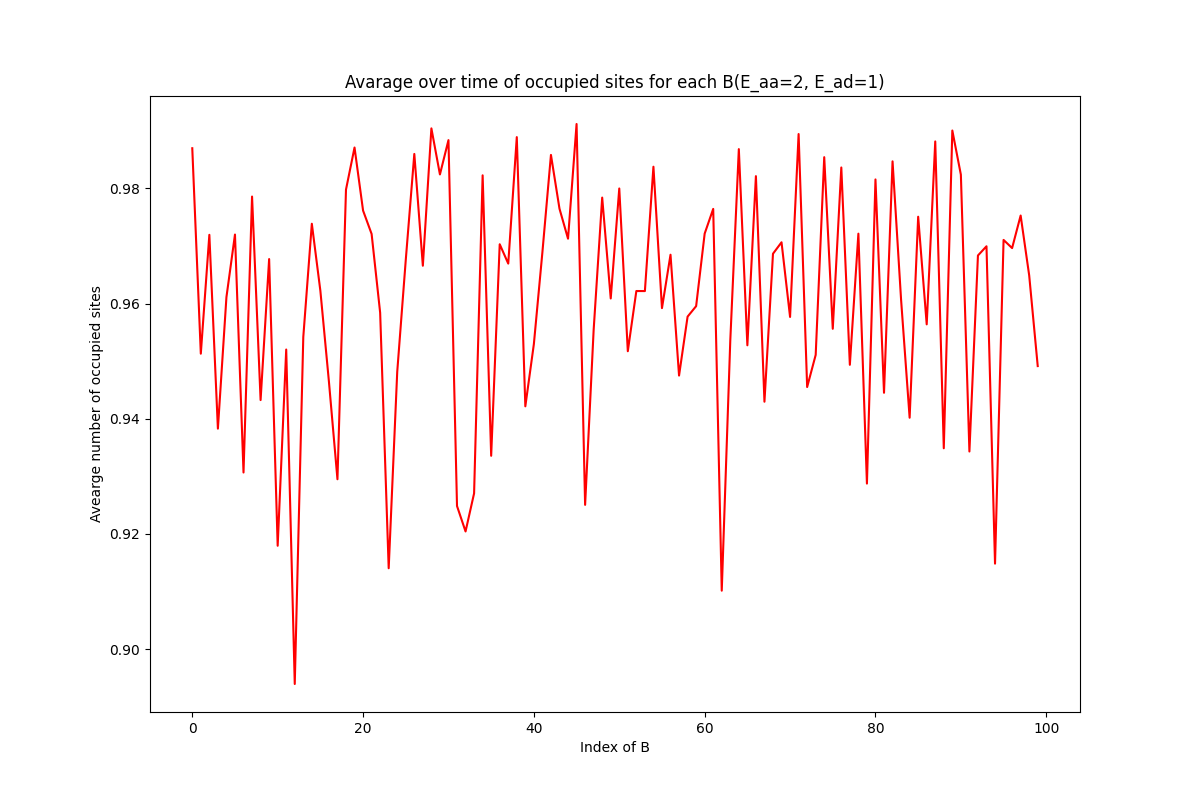 Avarage over time of occupied sites for each B(E_aa=2, E_ad=1)
Avearge number of occupied sites
0.98
0.96
0.94
0.92
0.90
0 20 40 60 80 100
Index of B